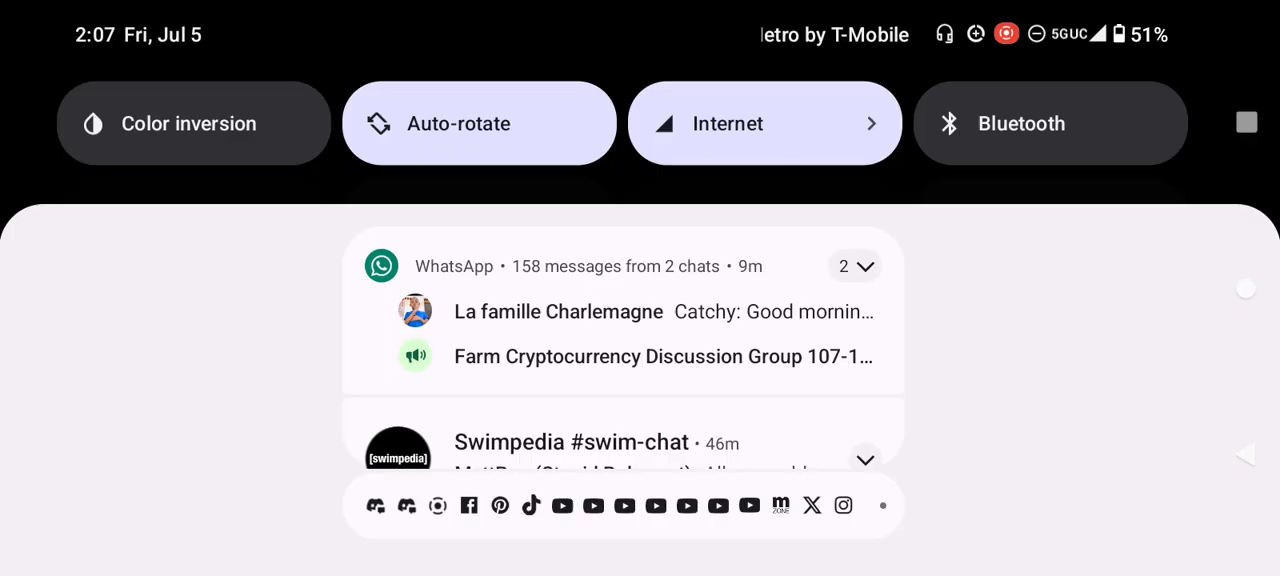 2:07 Fri, Jul 5
etro by T-Mobile 5GUC 51%
Color inversion
Auto-rotate
Internet
Bluetooth
WhatsApp • 158 messages from 2 chats • 9m
2
La famille Charlemagne Catchy: Good mornin...
Farm Cryptocurrency Discussion Group 107-1...
[swimpedia]
Swimpedia #swim-chat • 46m
m ZONE